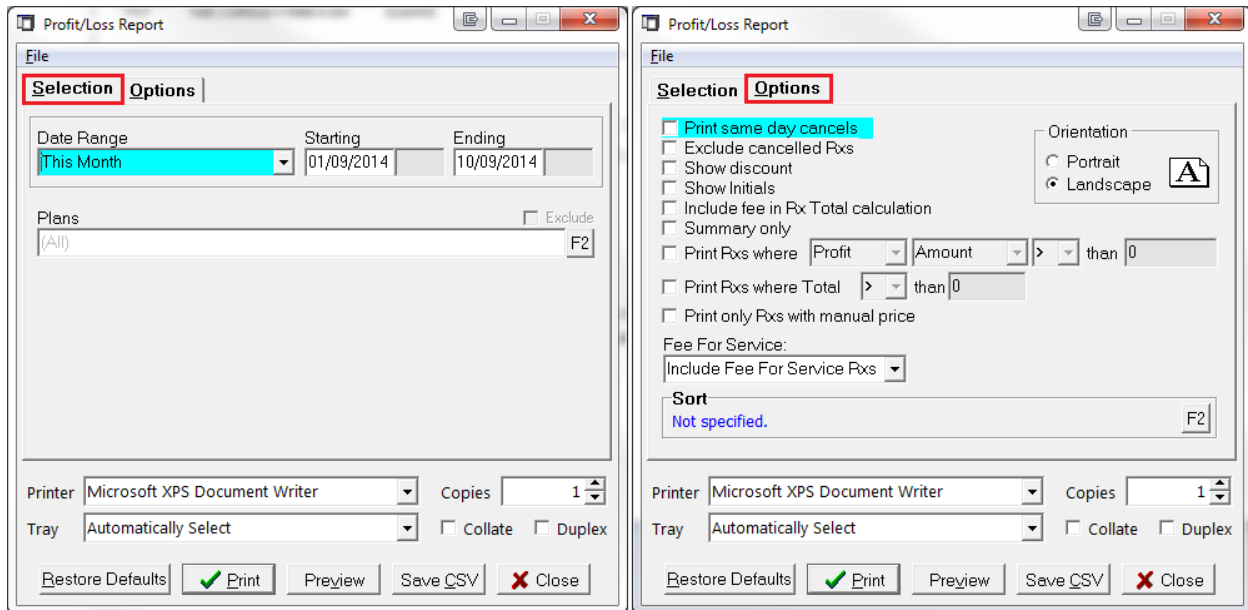 Profit/Loss Report
File
Selection Options
Date Range Starting Ending
This Month 01/09/2014 10/09/2014
Plans Exclude
(All) F2
Printer Microsoft XPS Document Writer Copies 1
Tray Automatically Select Collate Duplex
Restore Defaults Print Preview Save CSV Close
Profit/Loss Report
File
Selection Options
Print same day cancels
Exclude cancelled Rxs
Show discount
Show Initials
Include fee in Rx Total calculation
Summary only
Orientation
Portrait
Landscape
A
Print Rxs where Profit Amount > than 0
Print Rxs where Total > than 0
Print only Rxs with manual price
Fee For Service:
Include Fee For Service Rxs
Sort
Not specified. F2
Printer Microsoft XPS Document Writer Copies 1
Tray Automatically Select Collate Duplex
Restore Defaults Print Preview Save CSV Close